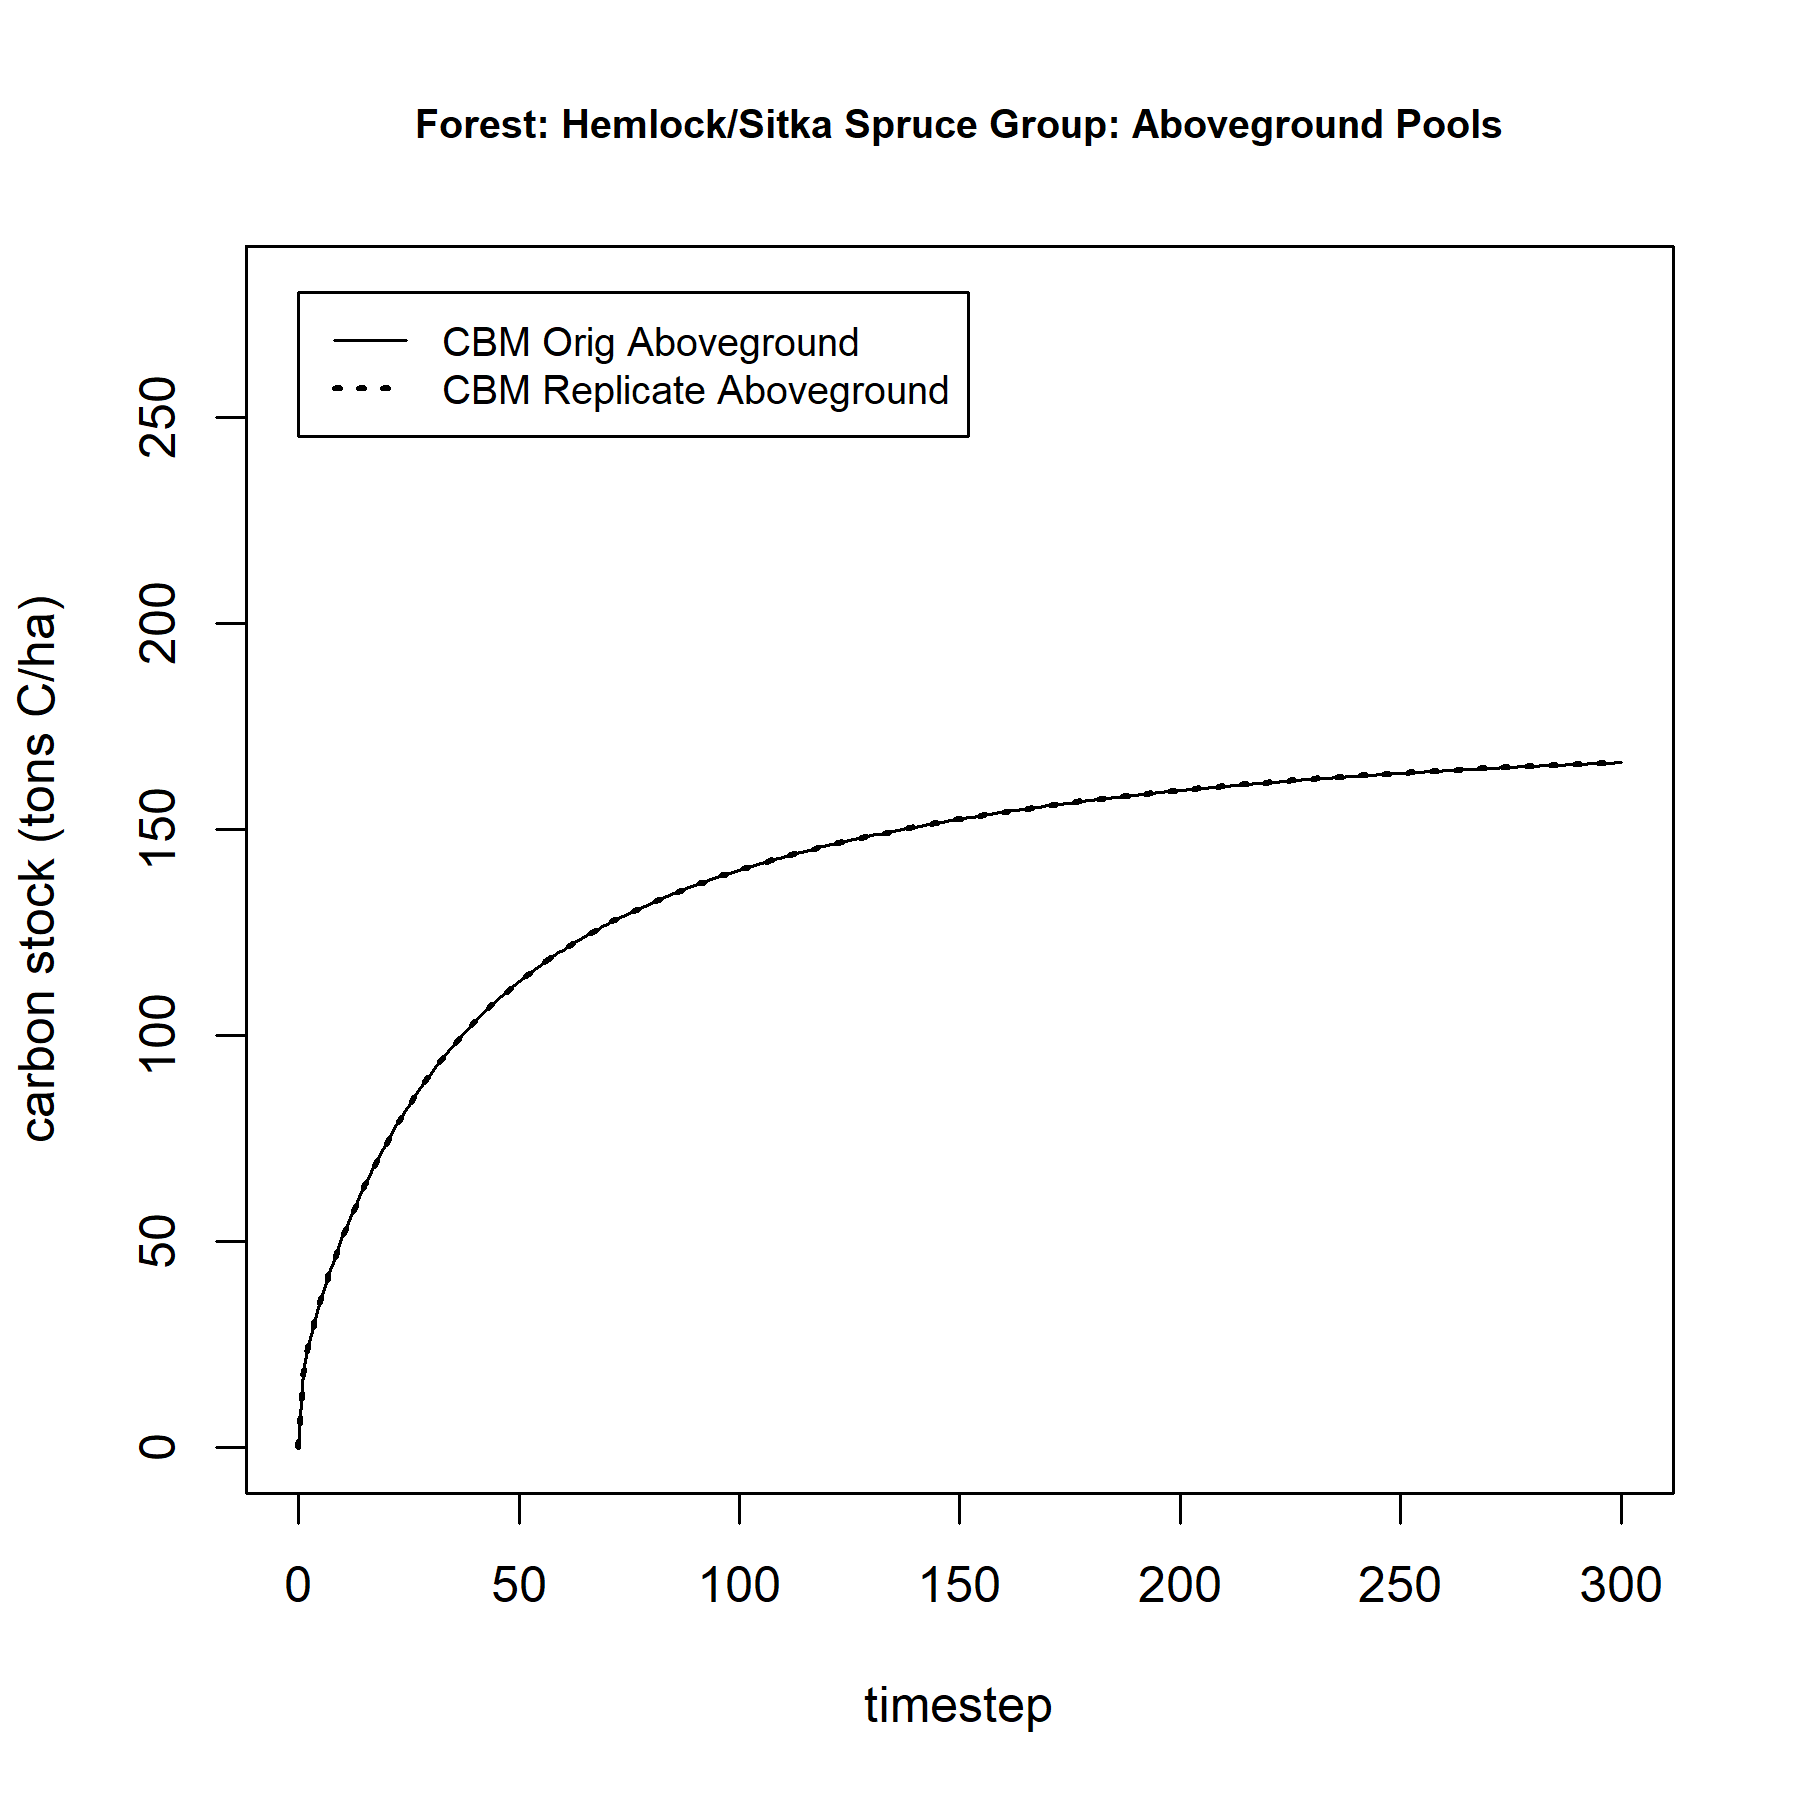 Forest: Hemlock/Sitka Spruce Group: Aboveground Pools
CBM Orig Aboveground
CBM Replicate Aboveground
250
200
150
100
50
0
carbon stock (tons C/ha)
0 50 100 150 200 250 300
timestep